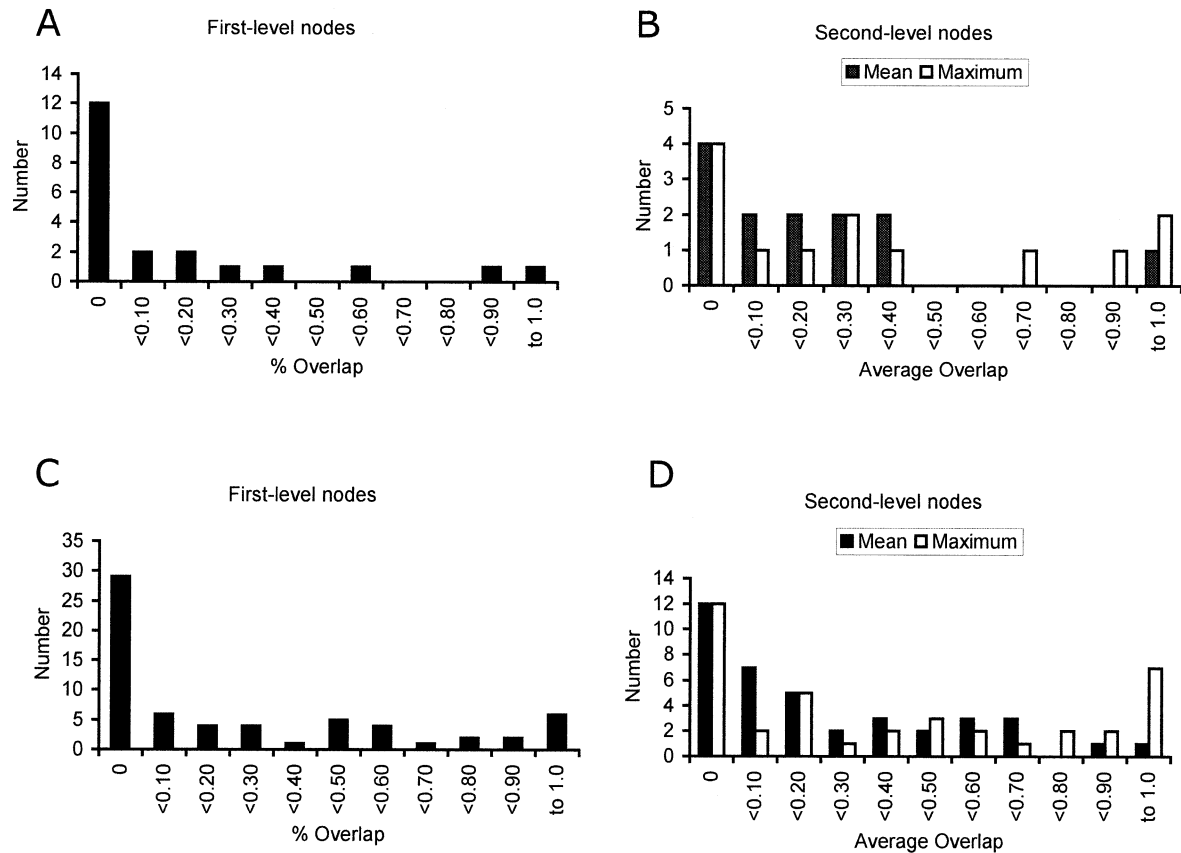 A
First-level nodes
Number
14
12
10
8
6
4
2
0
0 <0.10 <0.20 <0.30 <0.40 <0.50 <0.60 <0.70 <0.80 <0.90 to 1.0
% Overlap
B
Second-level nodes
Mean Maximum
Number
5
4
3
2
1
0
0 <0.10 <0.20 <0.30 <0.40 <0.50 <0.60 <0.70 <0.80 <0.90 to 1.0
Average Overlap
C
First-level nodes
Number
35
30
25
20
15
10
5
0
0 <0.10 <0.20 <0.30 <0.40 <0.50 <0.60 <0.70 <0.80 <0.90 to 1.0
% Overlap
D
Second-level nodes
Mean Maximum
Number
14
12
10
8
6
4
2
0
0 <0.10 <0.20 <0.30 <0.40 <0.50 <0.60 <0.70 <0.80 <0.90 to 1.0
Average Overlap